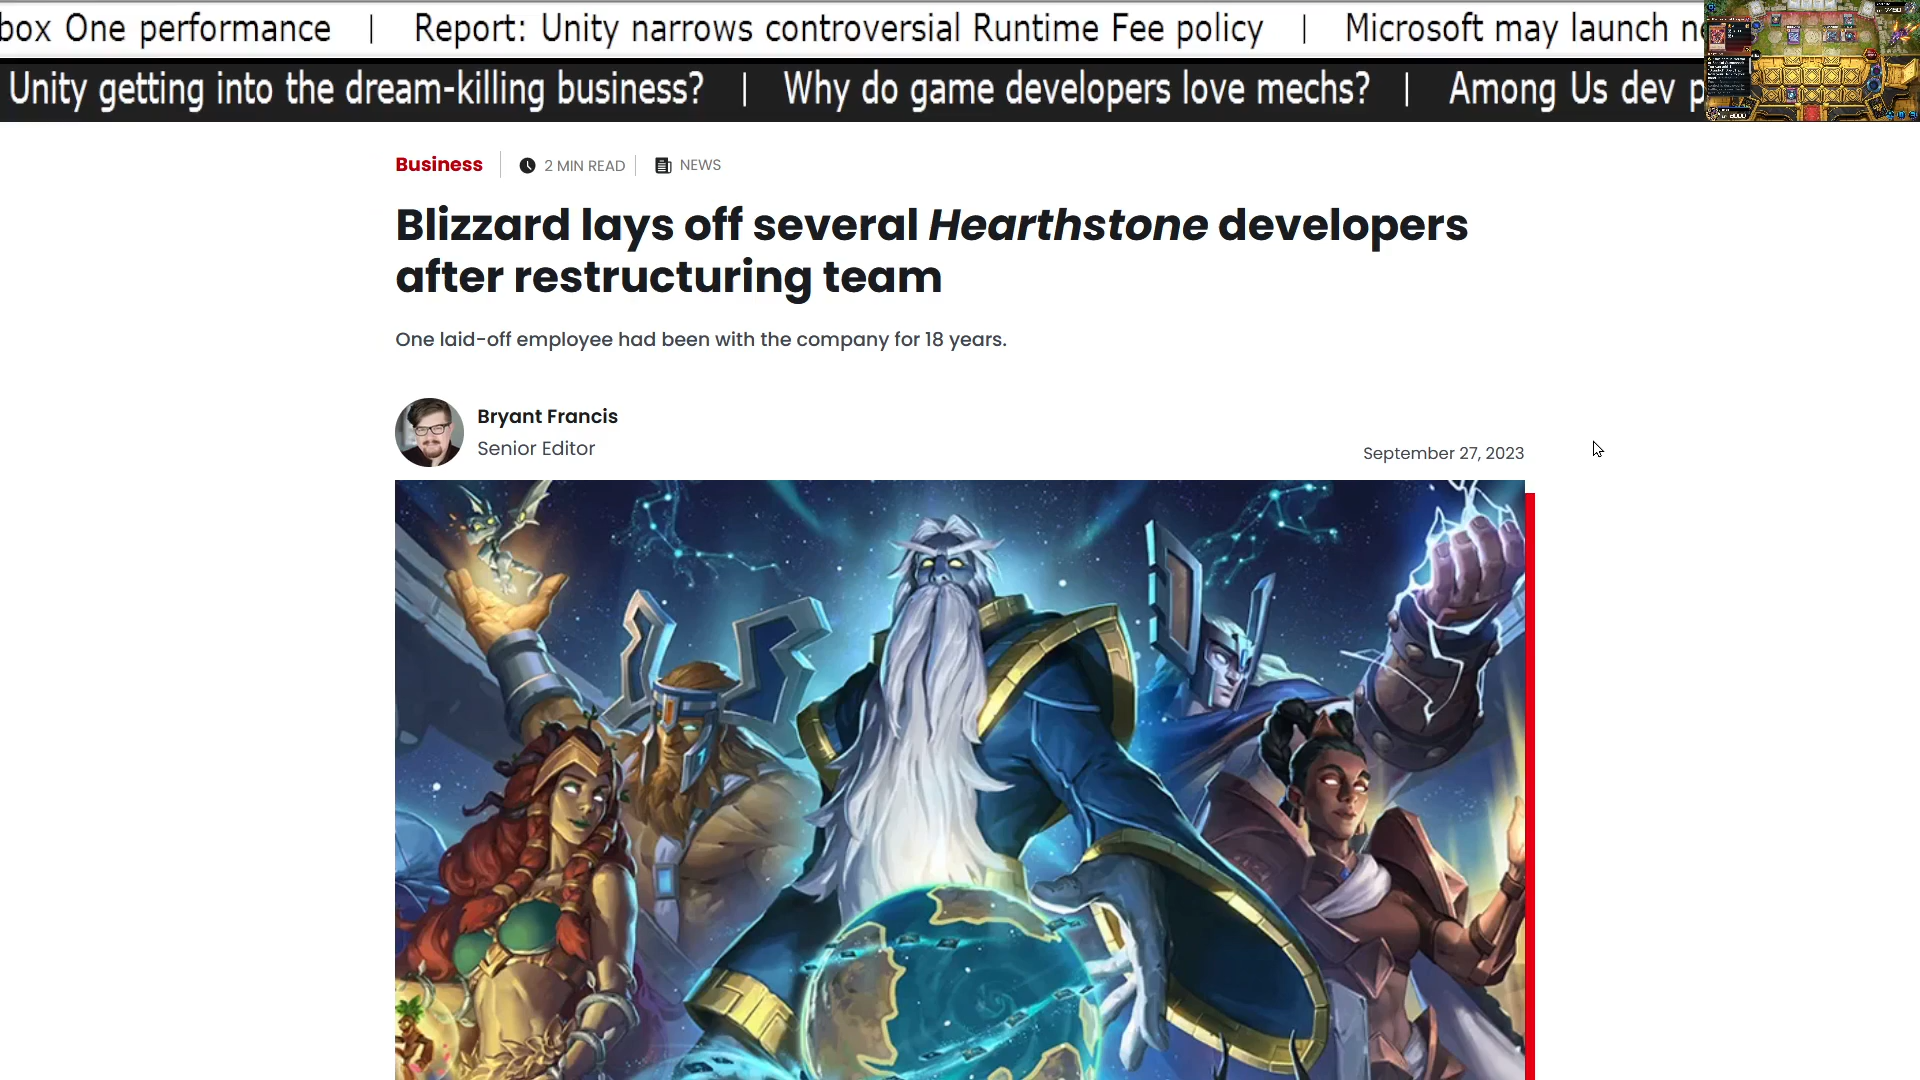 box One performance | Report: Unity narrows controversial Runtime Fee policy | Microsoft may launch ne
Unity getting into the dream-killing business? | Why do game developers love mechs? | Among Us dev p
Business
2 MIN READ
NEWS
Blizzard lays off several Hearthstone developers
after restructuring team
One laid-off employee had been with the company for 18 years.
Bryant Francis
Senior Editor
September 27, 2023